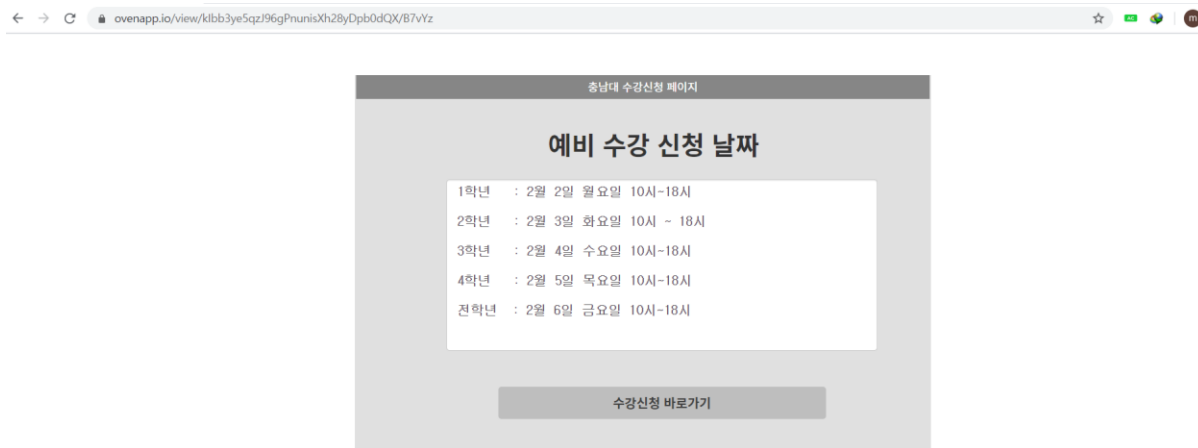 ovenapp.io/view/klbb3ye5qzJ96gPnunisXh28yDpb0dQX/B7vYz
충남대 수강신청 페이지
예비 수강 신청 날짜
1학년 : 2월 2일 월요일 10시-18시
2학년 : 2월 3일 화요일 10시 ~ 18시
3학년 : 2월 4일 수요일 10시~18시
4학년 : 2월 5일 목요일 10시-18시
전학년 : 2월 6일 금요일 10시-18시
수강신청 바로가기